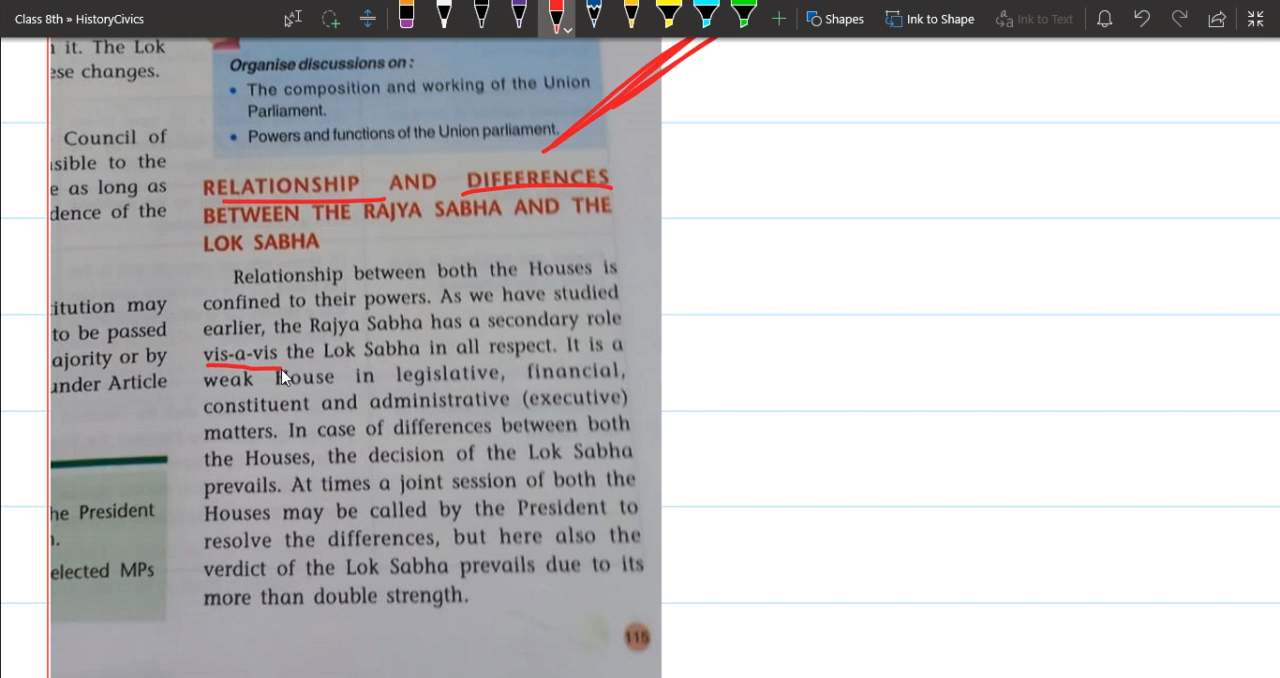 Class 8th » HistoryCivics
Shapes
Ink to Shape
Ink to Text
it. The Lok
ese changes.
Council of
sible to the
e as long as
dence of the
itution may
to be passed
ajority or by
under Article
he President
elected MPs
Organise discussions on :
• The composition and working of the Union
Parliament.
• Powers and functions of the Union parliament.
RELATIONSHIP AND DIFFERENCES
BETWEEN THE RAJYA SABHA AND THE
LOK SABHA
Relationship between both the Houses is
confined to their powers. As we have studied
earlier, the Rajya Sabha has a secondary role
vis-a-vis the Lok Sabha in all respect. It is a
weak House in legislative, financial,
constituent and administrative (executive)
matters. In case of differences between both
the Houses, the decision of the Lok Sabha
prevails. At times a joint session of both the
Houses may be called by the President to
resolve the differences, but here also the
verdict of the Lok Sabha prevails due to its
more than double strength.
115